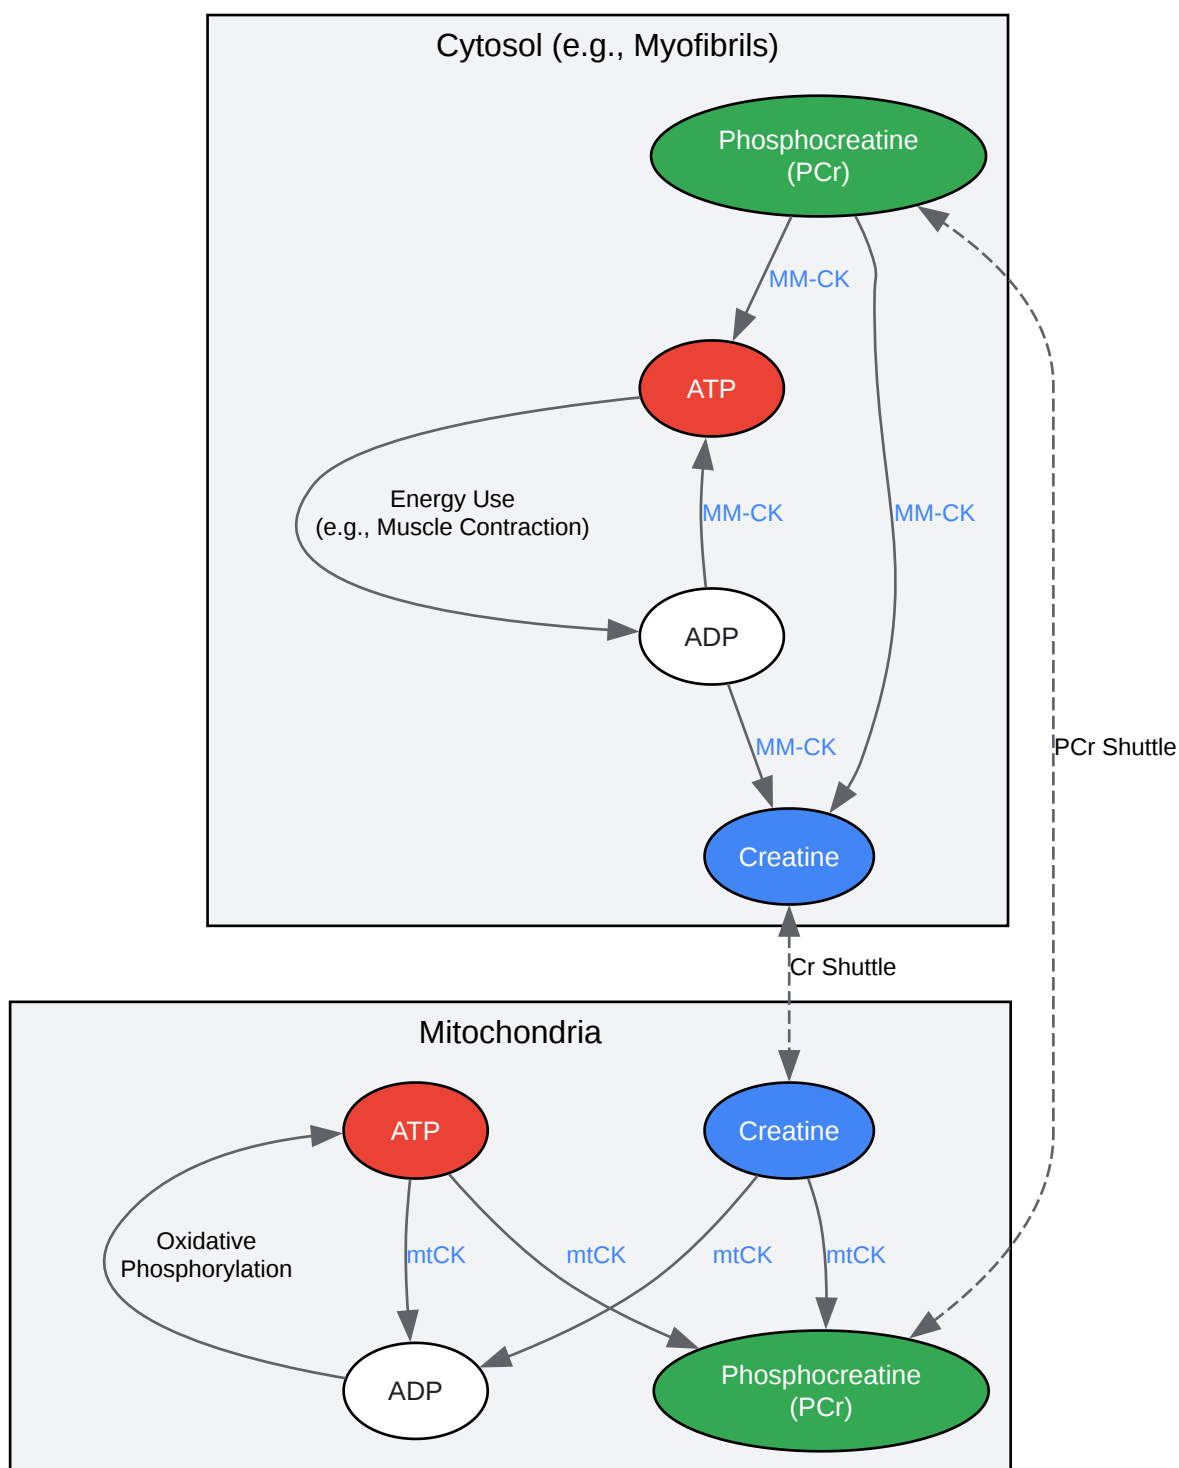 Cytosol (e.g., Myofibrils)
Phosphocreatine
(PCr)
MM-CK
ATP
Energy Use
(e.g., Muscle Contraction)
MM-CK
MM-CK
ADP
MM-CK
PCr Shuttle
Creatine
Cr Shuttle
Mitochondria
ATP
Creatine
Oxidative
Phosphorylation
mtCK
mtCK
mtCK
mtCK
ADP
Phosphocreatine
(PCr)